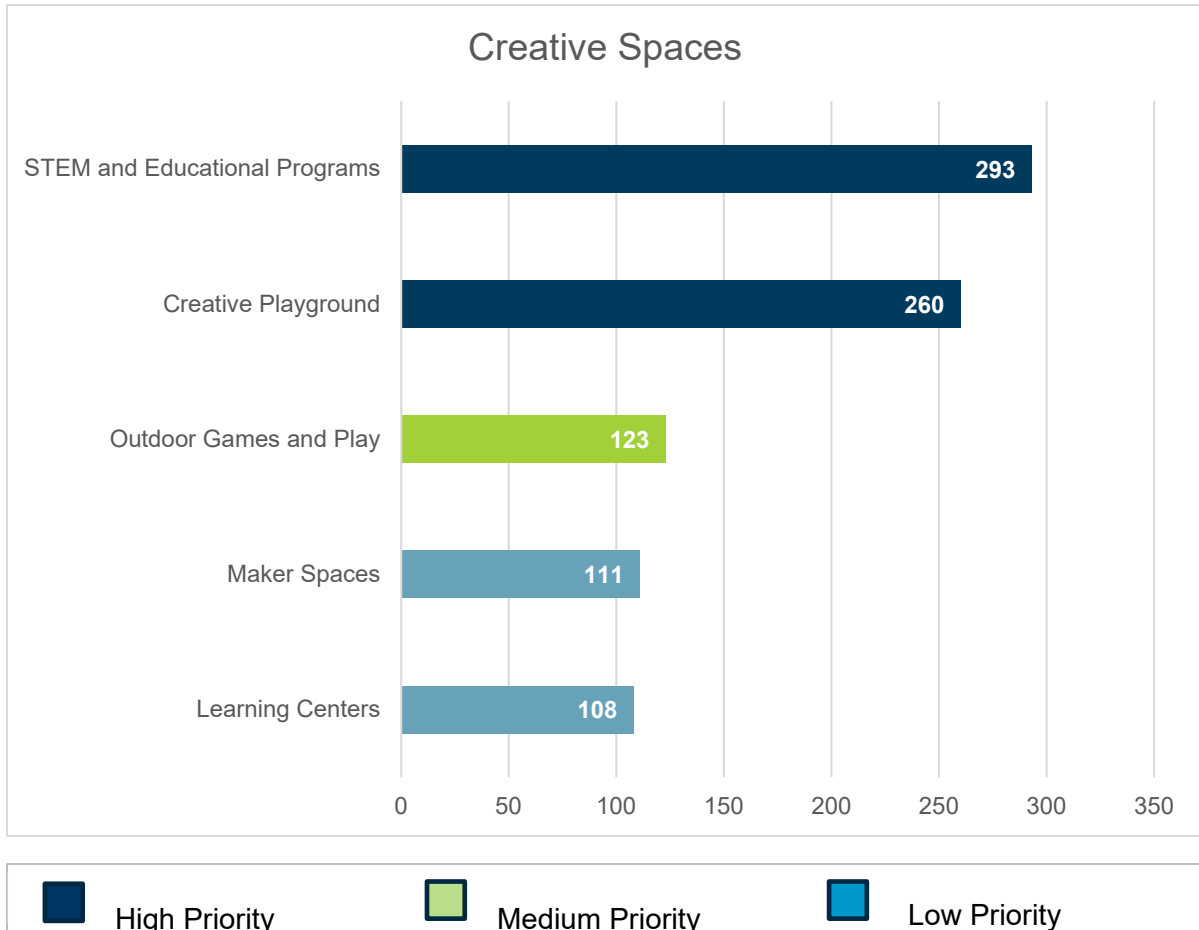 Creative Spaces
STEM and Educational Programs
293
Creative Playground
260
Outdoor Games and Play
123
Maker Spaces
111
Learning Centers
108
0 50 100 150 200 250 300 350
High Priority Medium Priority Low Priority